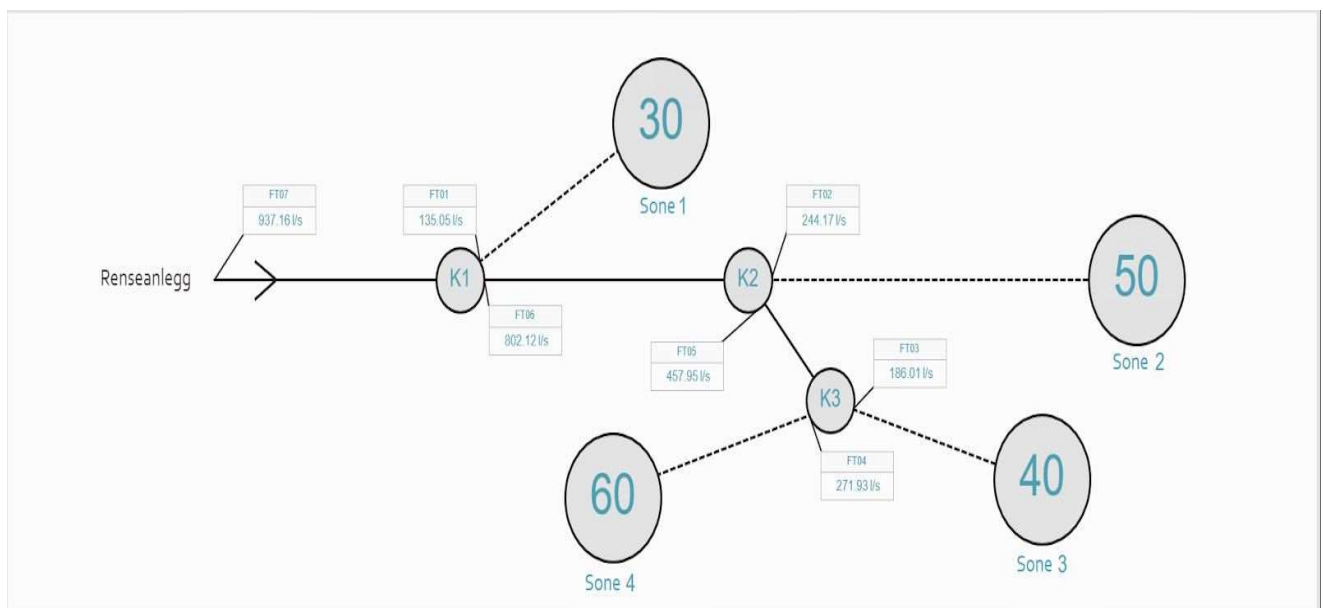 30
Sone 1
FT07
937.16 l/s
FT01
135.05 l/s
FT02
244.17 l/s
Renseanlegg
K1
K2
50
FT06
802.12 l/s
FT05
457.95 l/s
FT03
186.01 l/s
Sone 2
K3
60
FT04
271.93 l/s
40
Sone 4
Sone 3